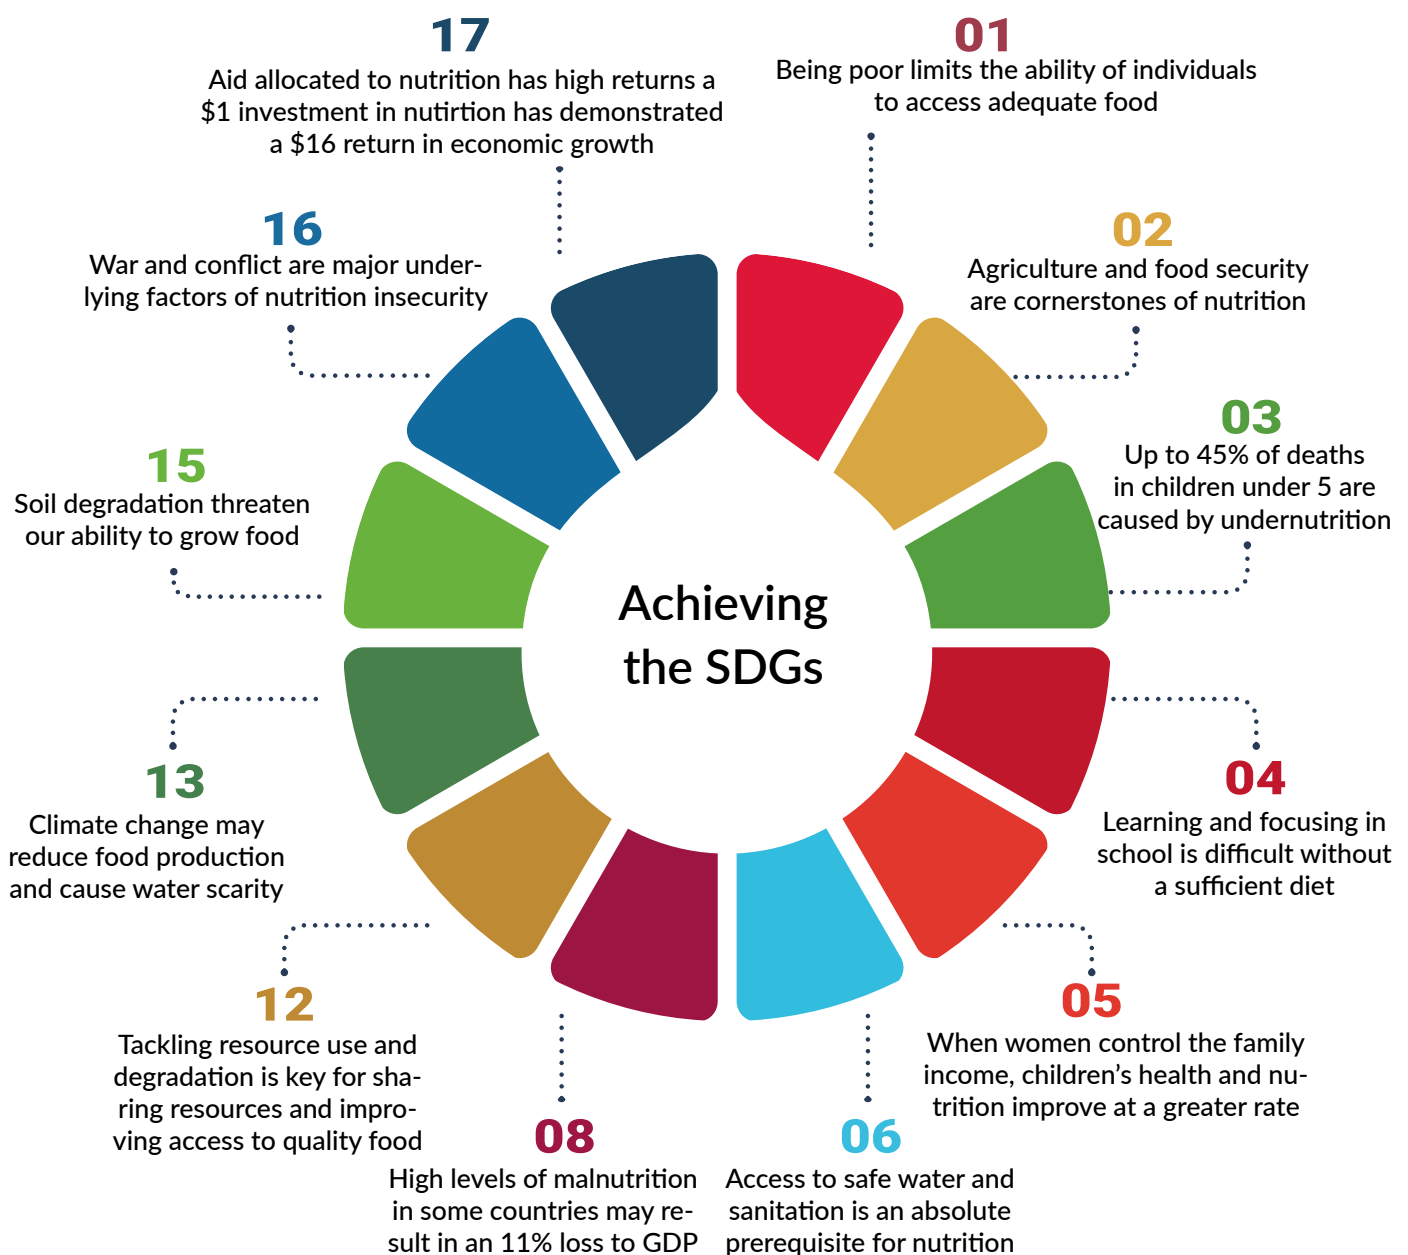 17
Aid allocated to nutrition has high returns a
$1 investment in nutirtion has demonstrated
a $16 return in economic growth
01
Being poor limits the ability of individuals
to access adequate food
16
War and conflict are major under-
lying factors of nutrition insecurity
02
Agriculture and food security
are cornerstones of nutrition
03
Up to 45% of deaths
in children under 5 are
caused by undernutrition
15
Soil degradation threaten
our ability to grow food
Achieving
the SDGs
13
Climate change may
reduce food production
and cause water scarity
04
Learning and focusing in
school is difficult without
a sufficient diet
12
Tackling resource use and
degradation is key for sha-
ring resources and impro-
ving access to quality food
05
When women control the family
income, children’s health and nu-
trition improve at a greater rate
08
High levels of malnutrition
in some countries may re-
sult in an 11% loss to GDP
06
Access to safe water and
sanitation is an absolute
prerequisite for nutrition